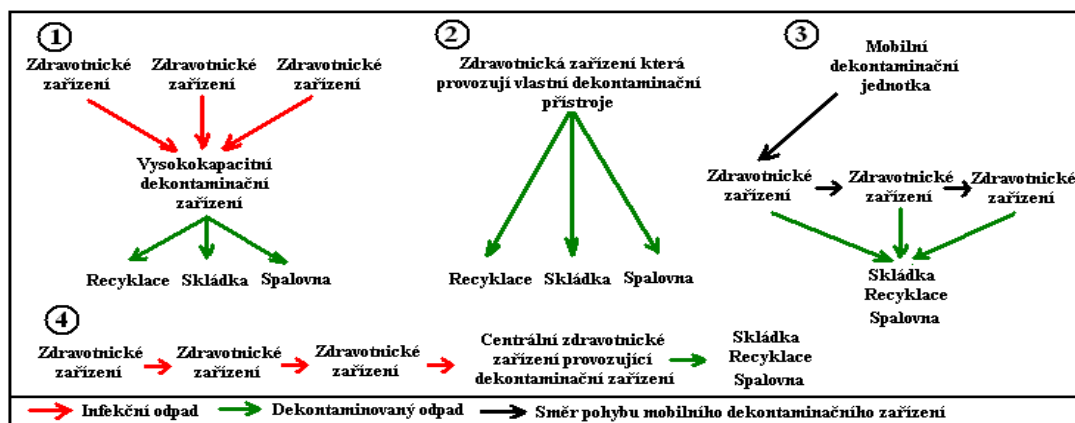 1
Zdravotnické
zařízení
Zdravotnické
zařízení
Zdravotnické
zařízení
Vysokokapacitní
dekontaminační
zařízení
Recyklace
Skládka
Spalovna
2
Zdravotnická zařízení která
provozují vlastní dekontaminační
přístroje
Recyklace
Skládka
Spalovna
3
Mobilní
dekontaminační
jednotka
Zdravotnické
zařízení
Zdravotnické
zařízení
Zdravotnické
zařízení
Skládka
Recyklace
Spalovna
4
Zdravotnické
zařízení
Zdravotnické
zařízení
Zdravotnické
zařízení
Centrální zdravotnické
zařízení provozující
dekontaminační zařízení
Skládka
Recyklace
Spalovna
Infekční odpad
Dekontaminovaný odpad
Směr pohybu mobilního dekontaminačního zařízení